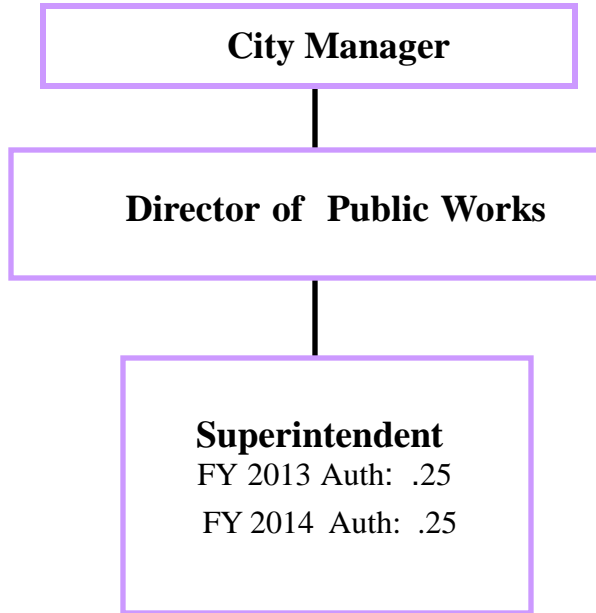 City Manager
Director of Public Works
Superintendent
FY 2013 Auth: .25
FY 2014 Auth: .25